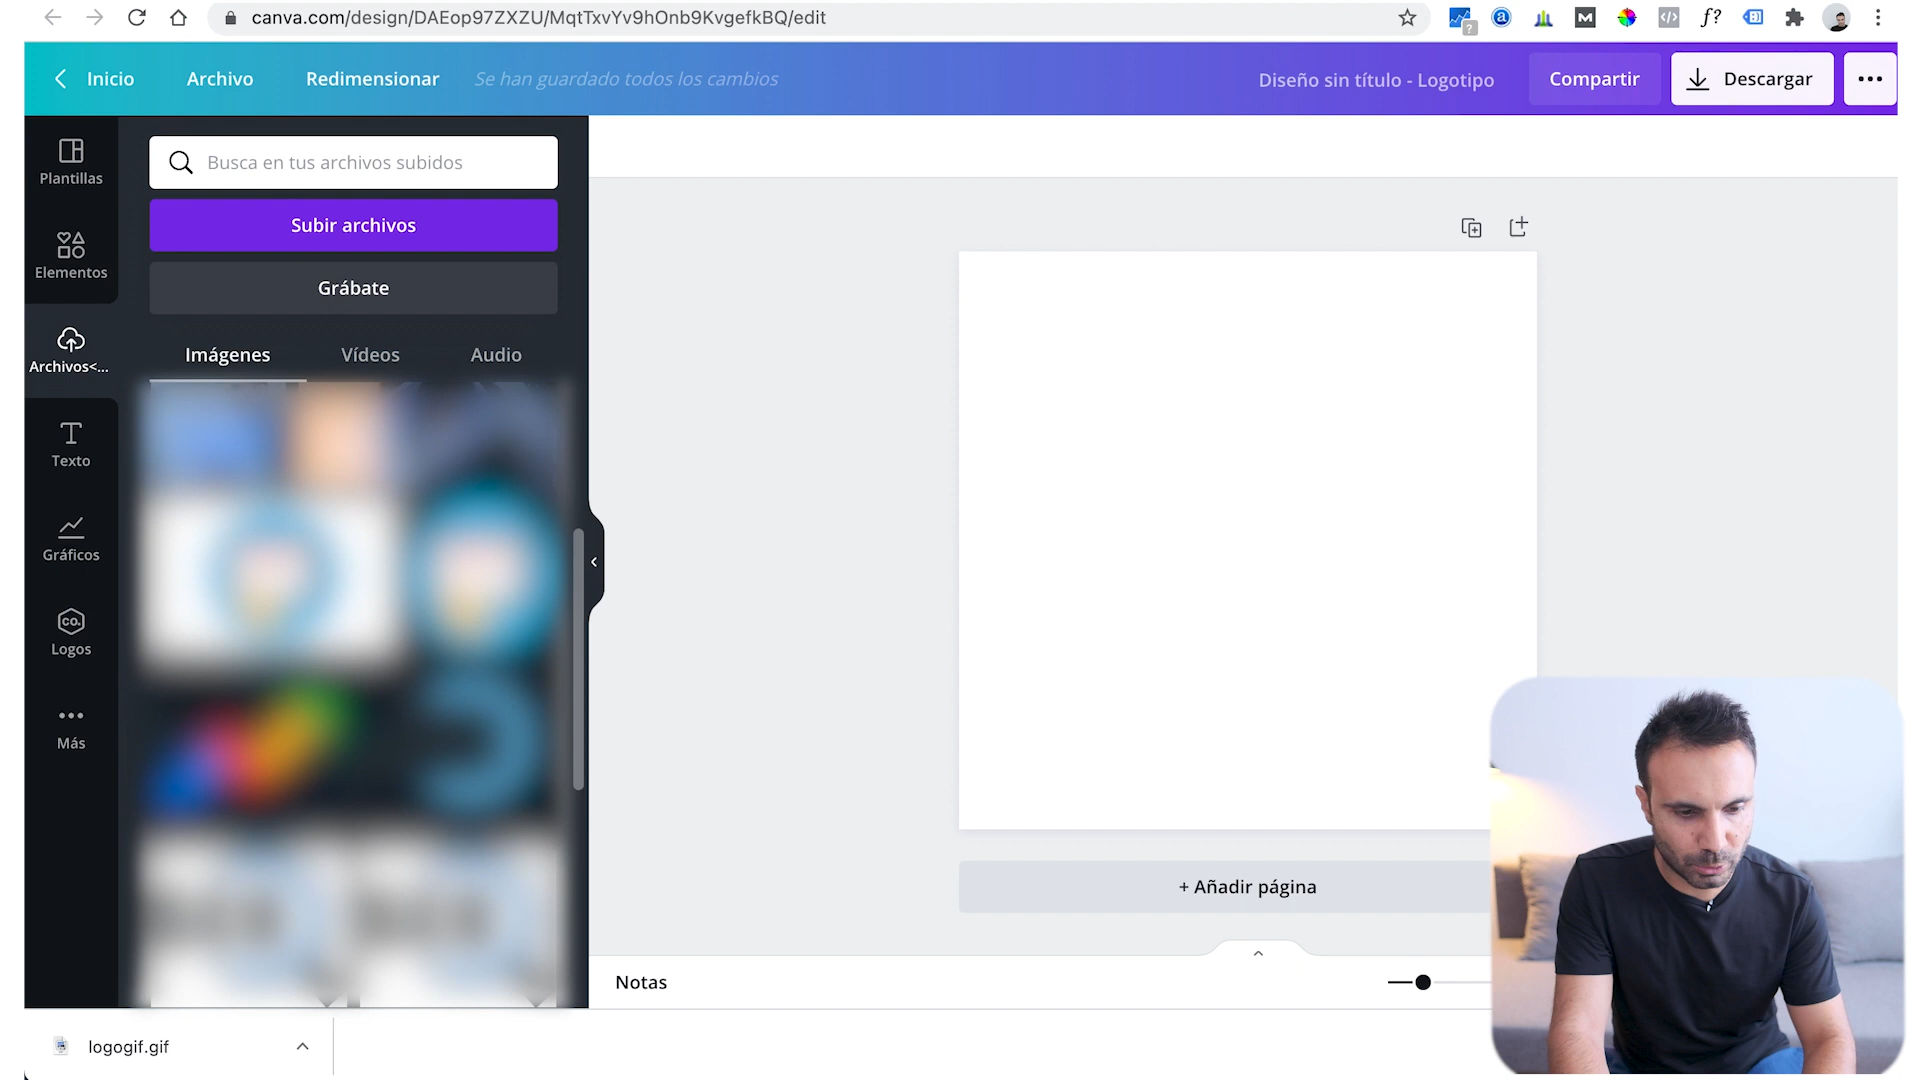 canva.com/design/DAEop97ZXZU/MqtTxvYv9hOnb9KvgefkBQ/edit
Inicio
Archivo
Redimensionar
Se han guardado todos los cambios
Diseño sin título - Logotipo
Compartir
Descargar
Plantillas
Elementos
Archivos<...
Texto
Gráficos
CO.
Logos
Más
Busca en tus archivos subidos
Subir archivos
Grábate
Imágenes
Vídeos
Audio
+ Añadir página
Notas
logogif.gif